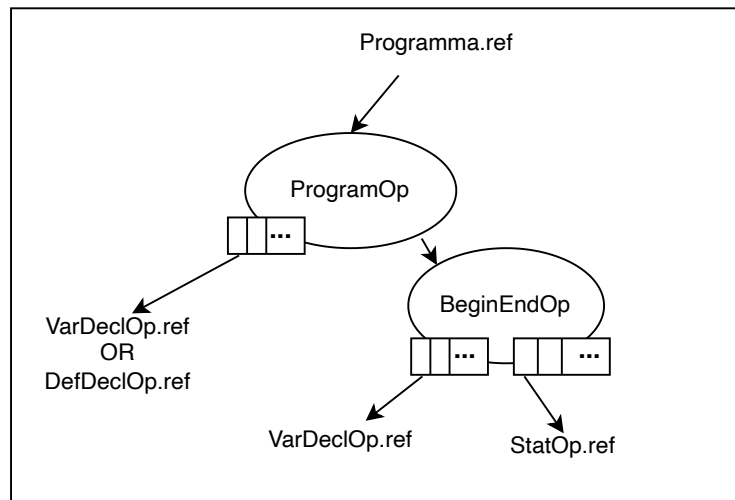 Programma.ref
ProgramOp
...
BeginEndOp
VarDeclOp.ref
OR
DefDeclOp.ref
...
...
VarDeclOp.ref
StatOp.ref